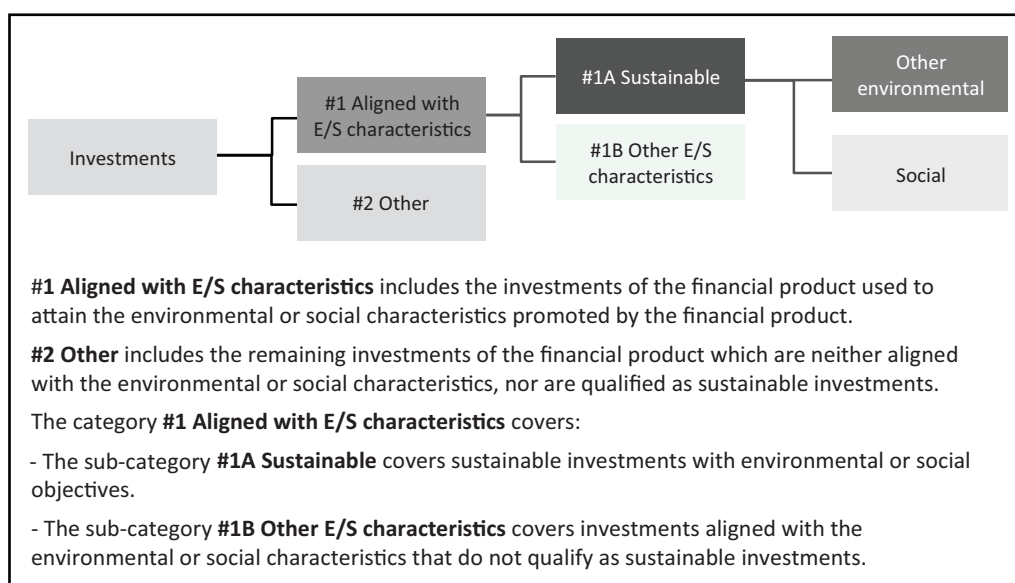 Investments
#1 Aligned with
E/S characteristics
#2 Other
#1A Sustainable
#1B Other E/S
characteristics
Other
environmental
Social
#1 Aligned with E/S characteristics includes the investments of the financial product used to
attain the environmental or social characteristics promoted by the financial product.
#2 Other includes the remaining investments of the financial product which are neither aligned
with the environmental or social characteristics, nor are qualified as sustainable investments.
The category #1 Aligned with E/S characteristics covers:
- The sub-category #1A Sustainable covers sustainable investments with environmental or social
objectives.
- The sub-category #1B Other E/S characteristics covers investments aligned with the
environmental or social characteristics that do not qualify as sustainable investments.